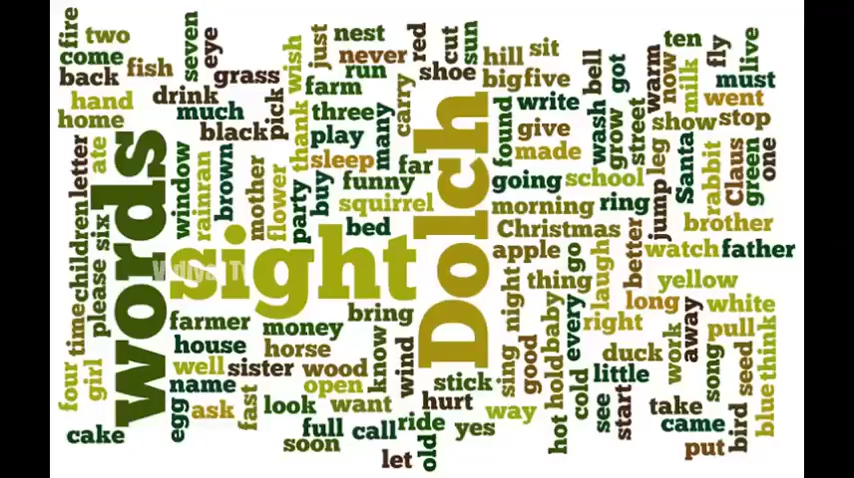 fire
two
come
back
fish
seven
eye
grass
wish
just
nest
never
red
cut
sun
hill
sit
ten
fly
live
hand
home
drink
much
black
pick
thank
farm
run
three
play
many
carry
shoe
big
five
bell
got
warm
now
milk
must
went
stop
show
write
give
made
found
wash
grow
street
leg
jump
Santa
rabbit
Claus
green
one
ate
letter
children
words
window
rain
ran
brown
mother
flower
party
buy
sleep
far
funny
squirrel
bed
Dolch
going
school
morning
ring
Christmas
brother
please
six
time
sight
apple
go
laugh
better
watch
father
thing
yellow
farmer
money
bring
night
baby
every
long
white
right
pull
away
work
house
horse
know
wind
sing
good
hold
duck
song
seed
think
four
girl
well
sister
wood
name
open
stick
little
cold
egg
ask
fast
look
want
hurt
way
see
start
take
came
bird
blue
cake
full
call
ride
yes
hot
put
soon
let
old